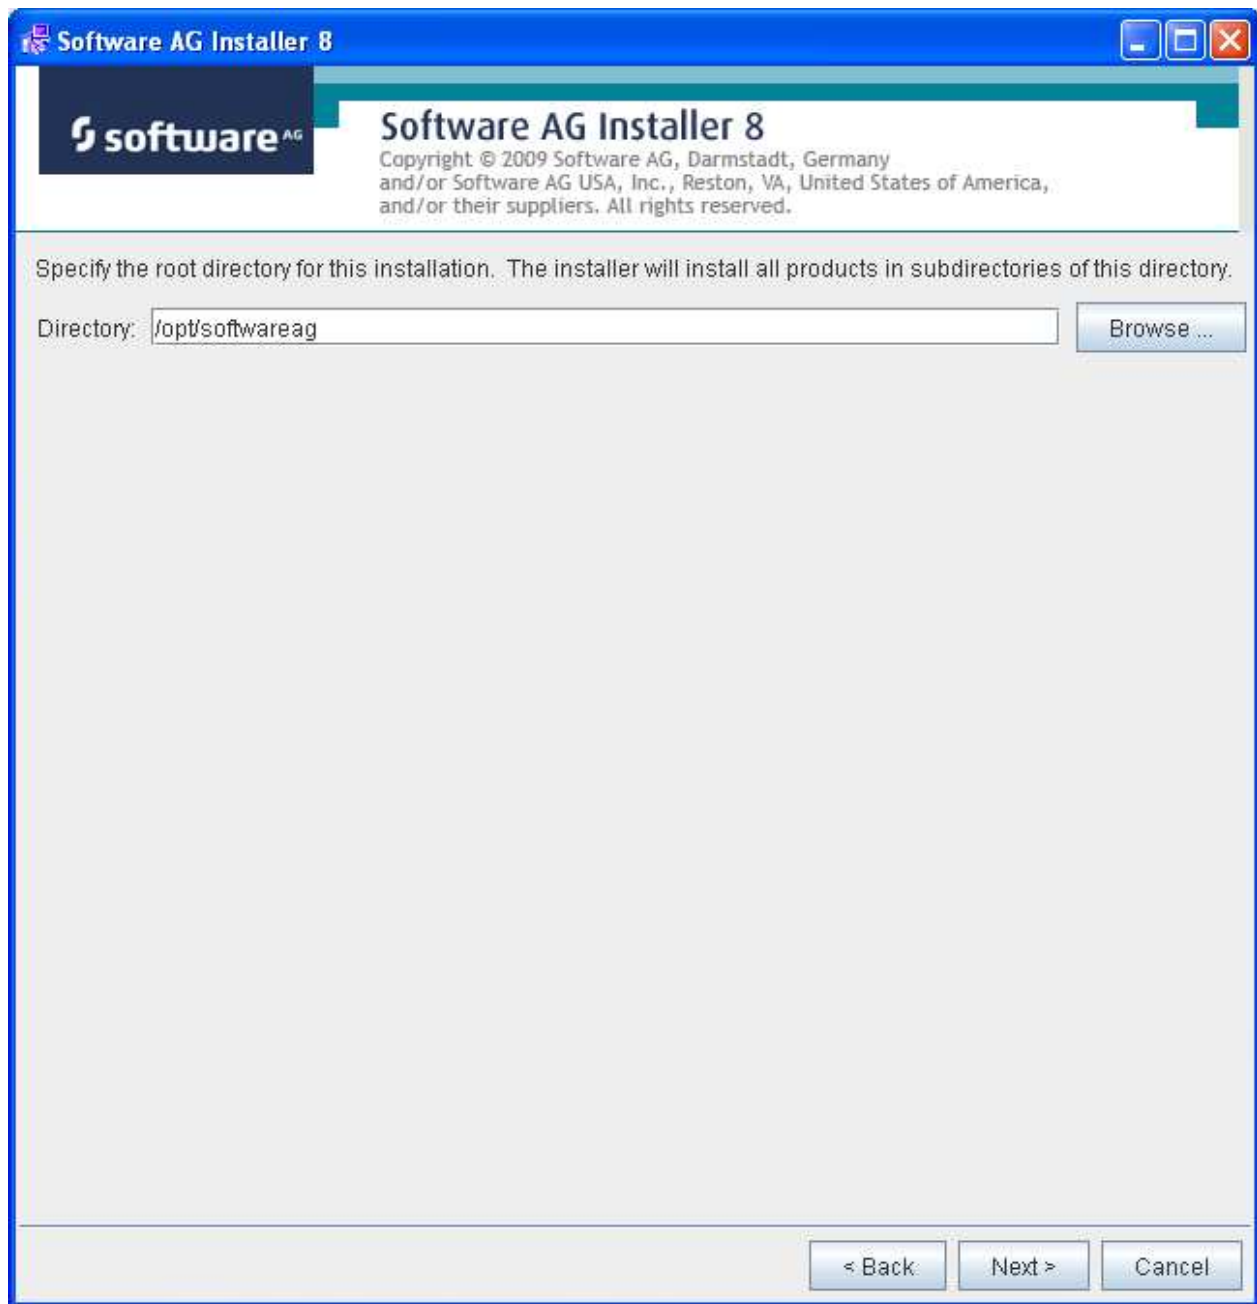 Software AG Installer 8
software AG
Software AG Installer 8
Copyright © 2009 Software AG, Darmstadt, Germany
and/or Software AG USA, Inc., Reston, VA, United States of America,
and/or their suppliers. All rights reserved.
Specify the root directory for this installation.  The installer will install all products in subdirectories of this directory.
Directory: /opt/softwareag Browse ...
< Back Next > Cancel